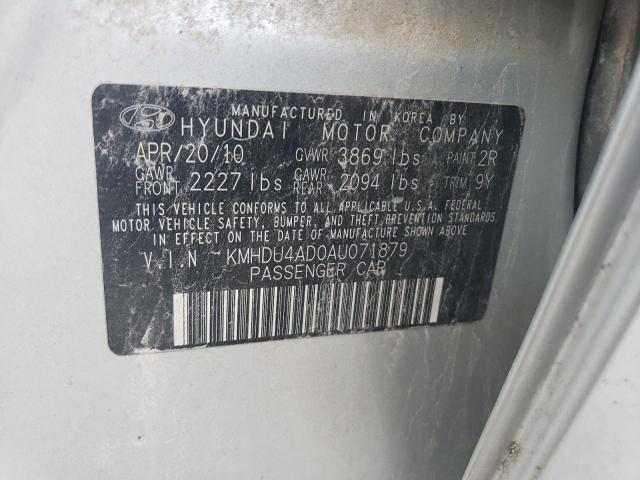 MANUFACTURED IN KOREA BY
HYUNDAI MOTOR COMPANY
APR/20/10 GVWR 3869 lbs PAINT 2R
GAWR FRONT 2227 lbs GAWR REAR 2094 lbs TRIM 9Y
THIS VEHICLE CONFORMS TO ALL APPLICABLE U.S.A. FEDERAL
MOTOR VEHICLE SAFETY, BUMPER, AND THEFT PREVENTION
STANDARDS IN EFFECT ON THE DATE OF MANUFACTURE SHOWN ABOVE.
V.I.N KMHDU4AD0AU071879
PASSENGER CAR